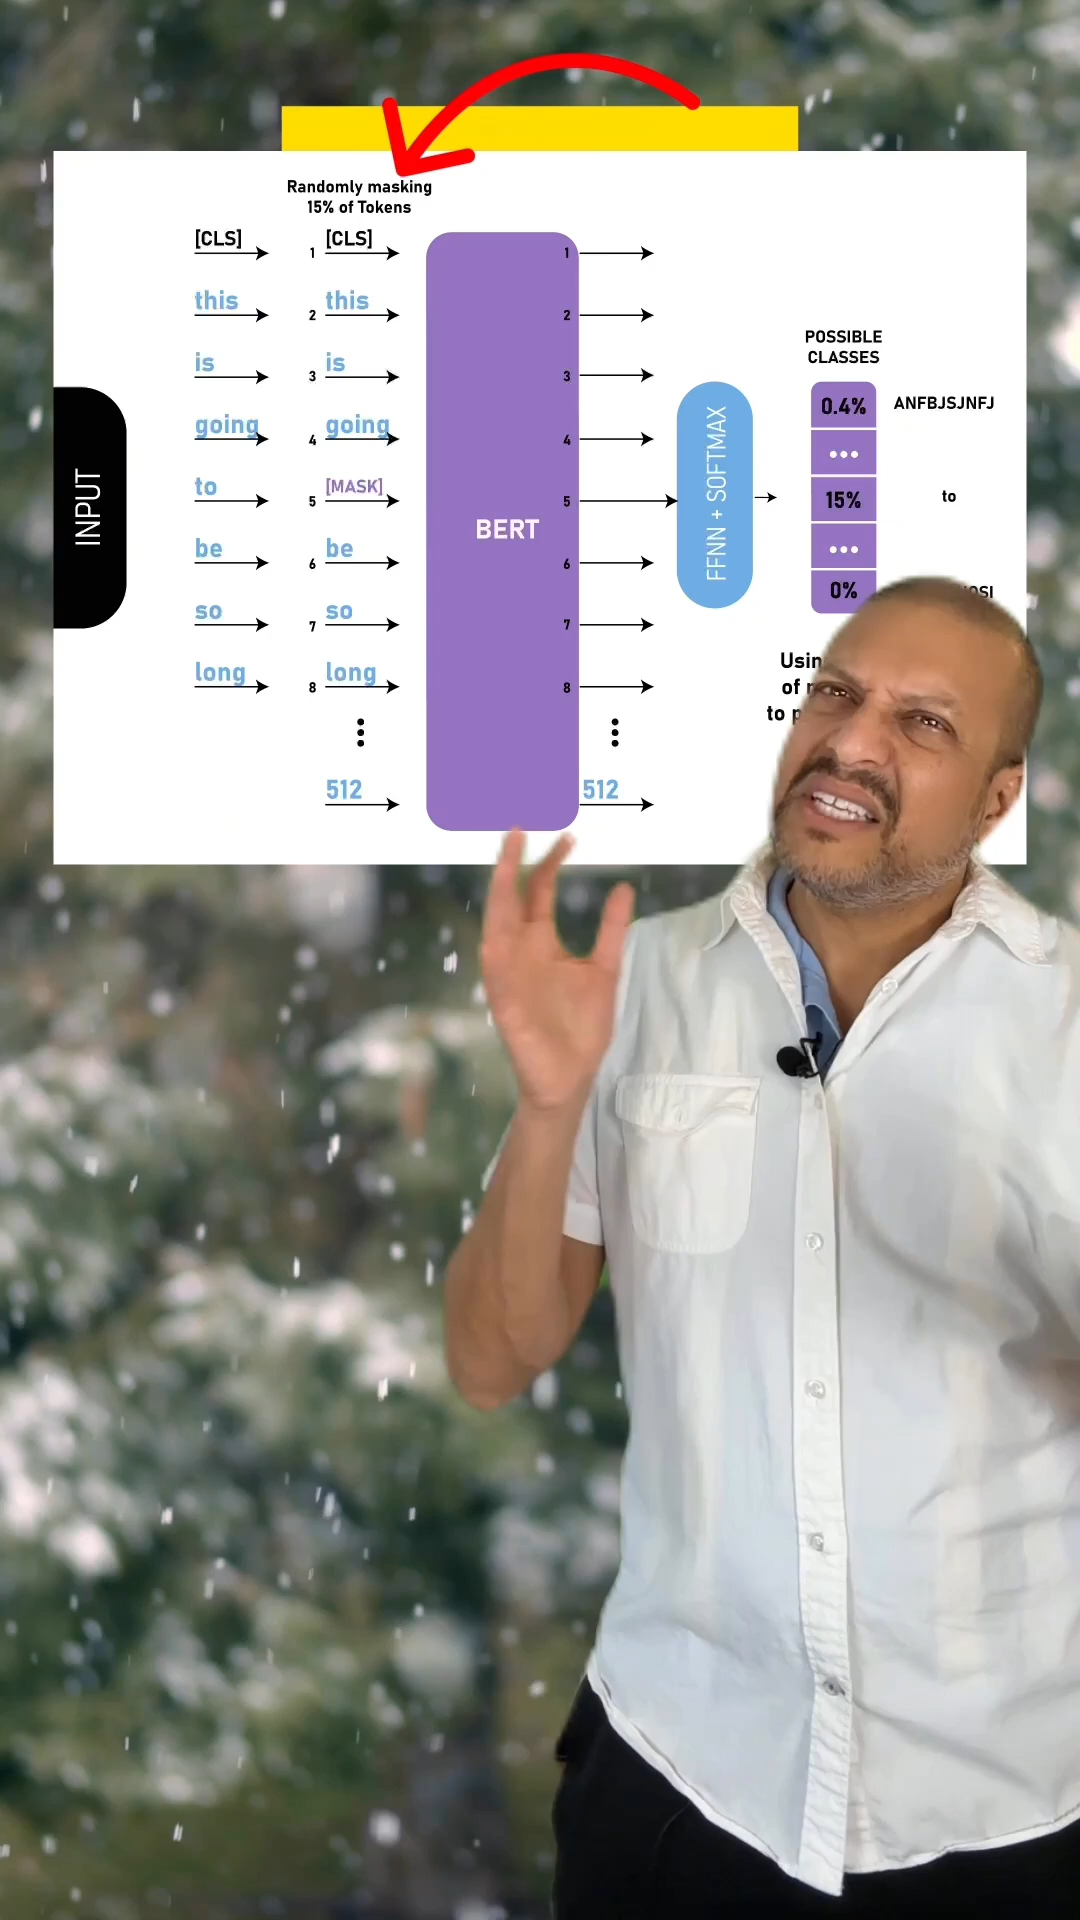 Randomly masking
15% of Tokens
[CLS]
1 [CLS]
1
this
2 this
2
is
3 is
3
going
4 going
4
to
5 [MASK]
5
be
6 be
6
so
7 so
7
long
8 long
8
512
512
INPUT
BERT
FFNN + SOFTMAX
POSSIBLE
CLASSES
0.4% ANFBJSJNFJ
15% to
0%
of
to